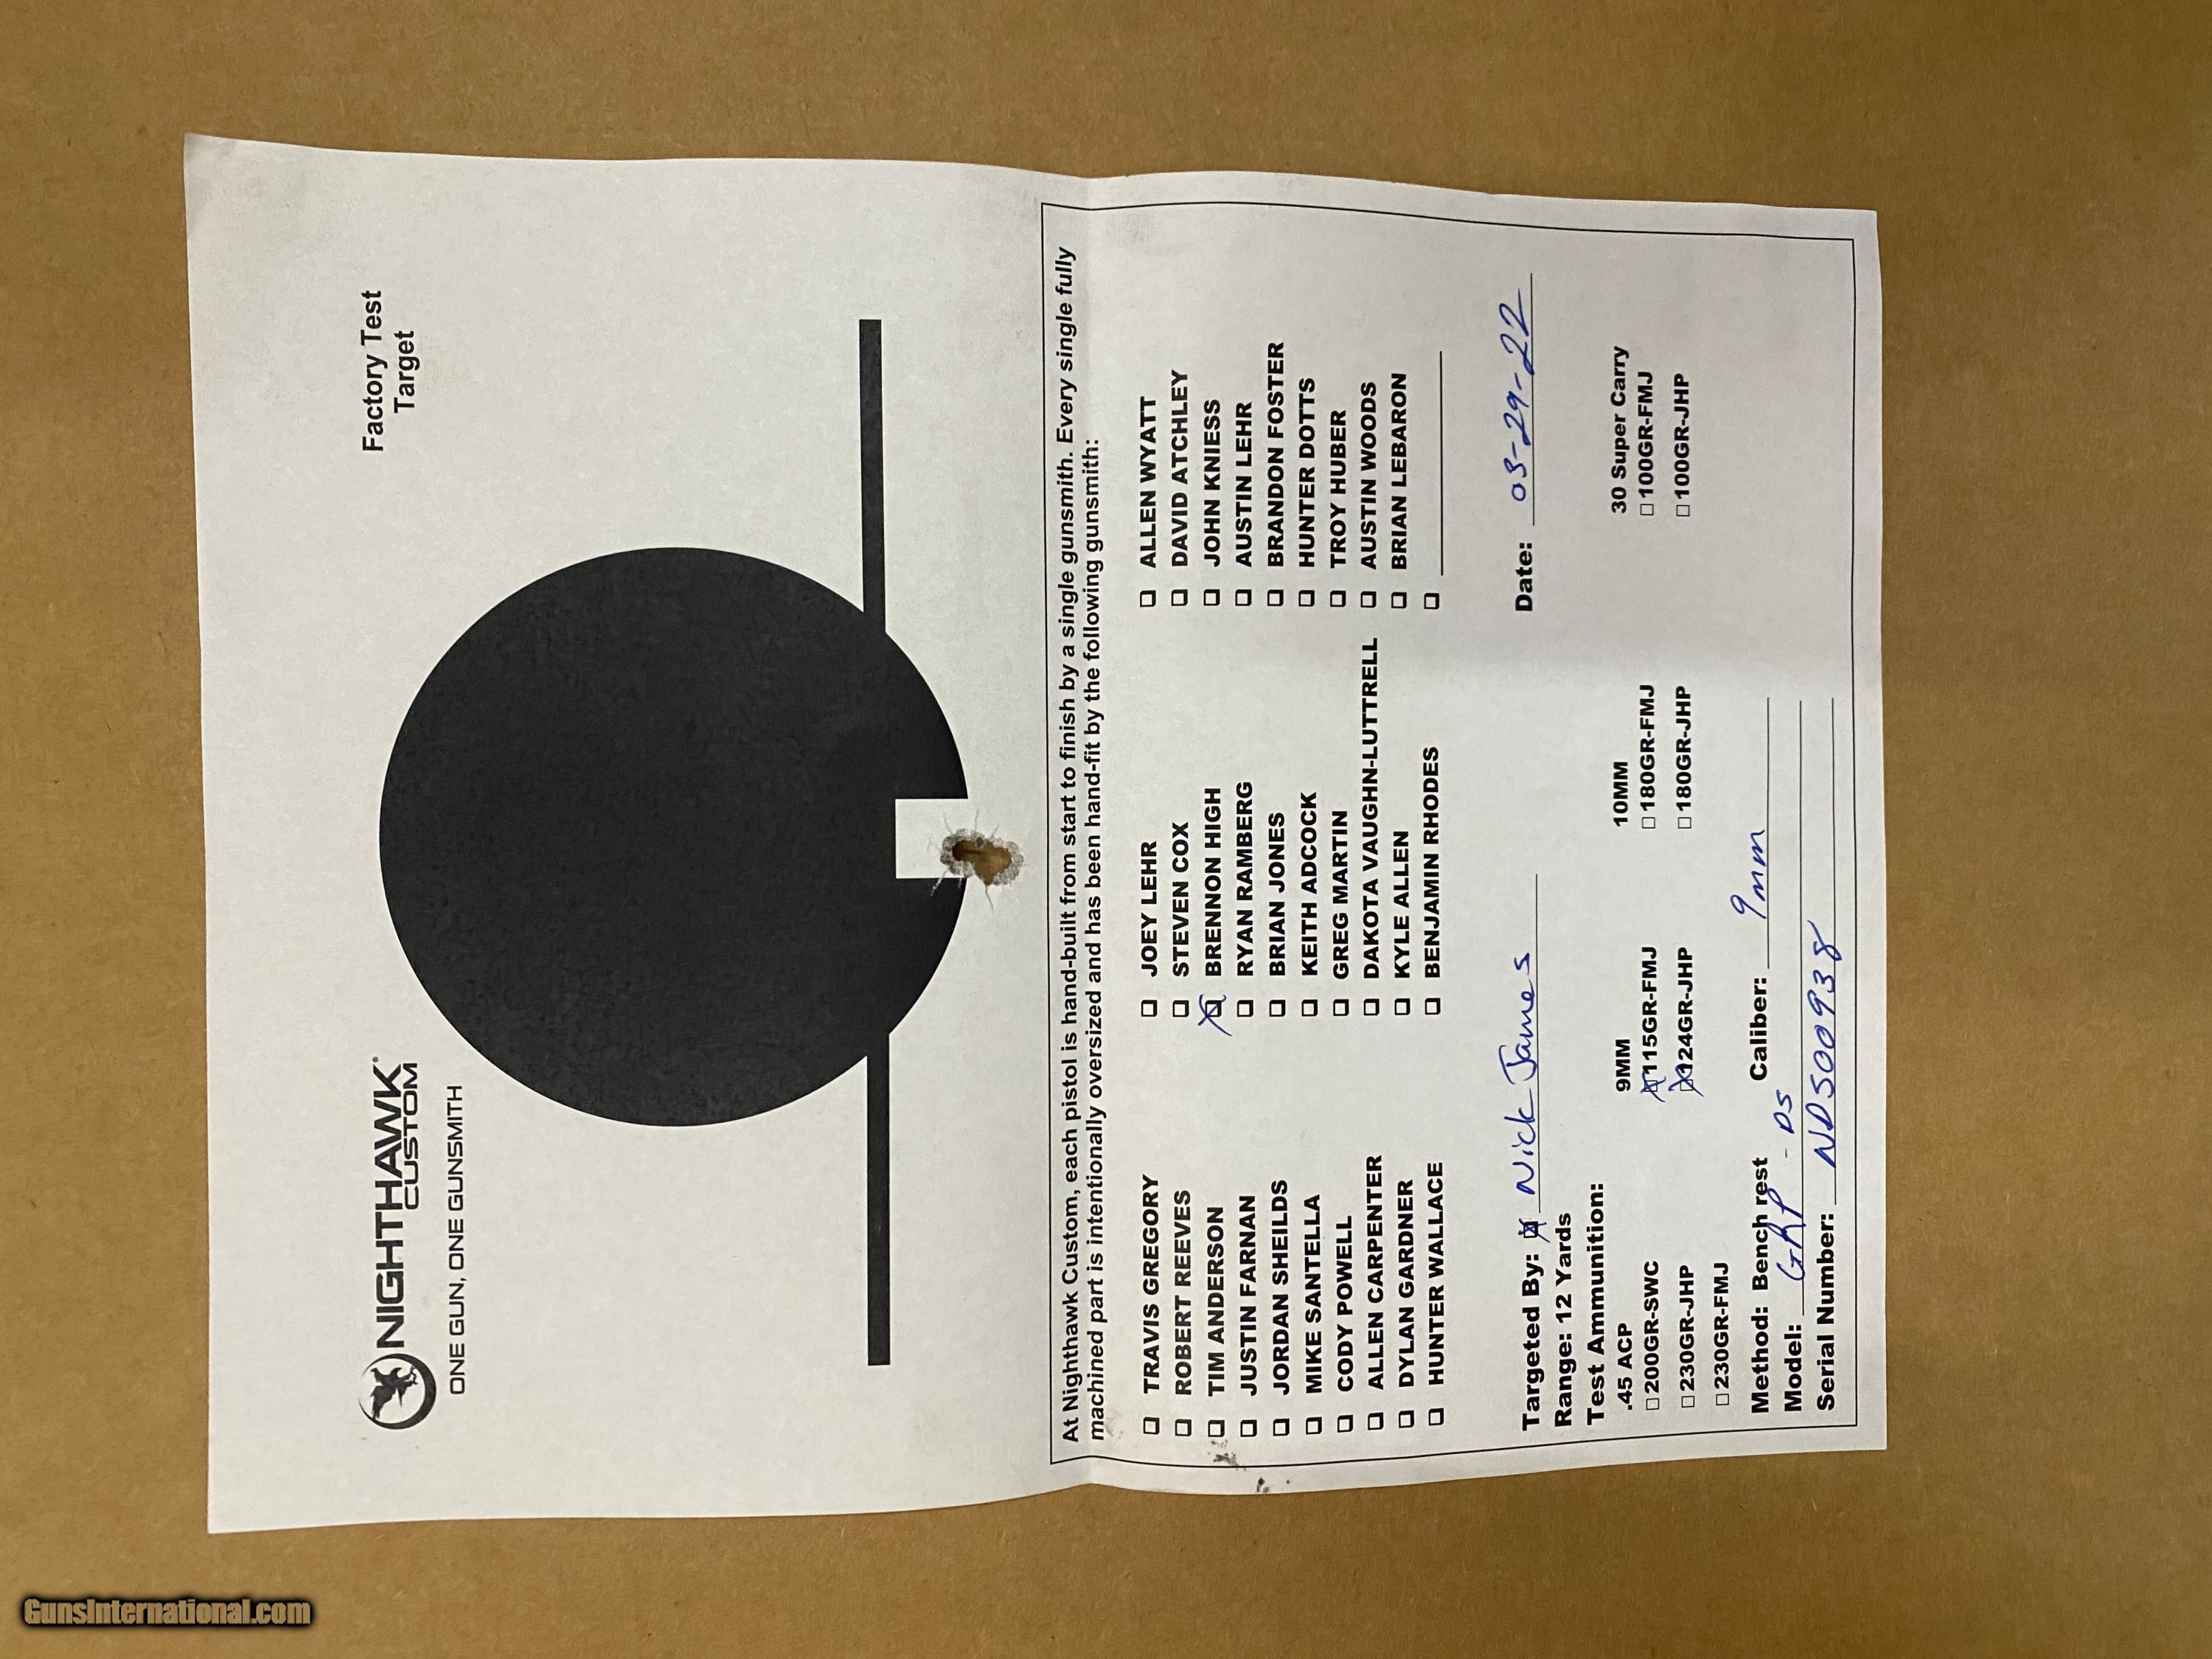 NIGHTHAWK®
CUSTOM
ONE GUN, ONE GUNSMITH
Factory Test
Target
At Nighthawk Custom, each pistol is hand-built from start to finish by a single gunsmith. Every single fully
machined part is intentionally oversized and has been hand-fit by the following gunsmith:
☐ TRAVIS GREGORY ☐ JOEY LEHR ☐ ALLEN WYATT
☐ ROBERT REEVES ☐ STEVEN COX ☐ DAVID ATCHLEY
☐ TIM ANDERSON ☒ BRENNON HIGH ☐ JOHN KNIESS
☐ JUSTIN FARNAN ☐ RYAN RAMBERG ☐ AUSTIN LEHR
☐ JORDAN SHEILDS ☐ BRIAN JONES ☐ BRANDON FOSTER
☐ MIKE SANTELLA ☐ KEITH ADCOCK ☐ HUNTER DOTTS
☐ CODY POWELL ☐ GREG MARTIN ☐ TROY HUBER
☐ ALLEN CARPENTER ☐ DAKOTA VAUGHN-LUTTRELL ☐ AUSTIN WOODS
☐ DYLAN GARDNER ☐ KYLE ALLEN ☐ BRIAN LEBARON
☐ HUNTER WALLACE ☐ BENJAMIN RHODES ☐
Targeted By: ☒ Nick James Date: 03-29-22
Range: 12 Yards
Test Ammunition:
.45 ACP 9MM 10MM 30 Super Carry
☐ 200GR-SWC ☒ 115GR-FMJ ☐ 180GR-FMJ ☐ 100GR-FMJ
☐ 230GR-JHP ☒ 124GR-JHP ☐ 180GR-JHP ☐ 100GR-JHP
☐ 230GR-FMJ
Method: Bench rest Caliber: 9mm
Model: GRP - DS
Serial Number: NDS00938
GunsInternational.com